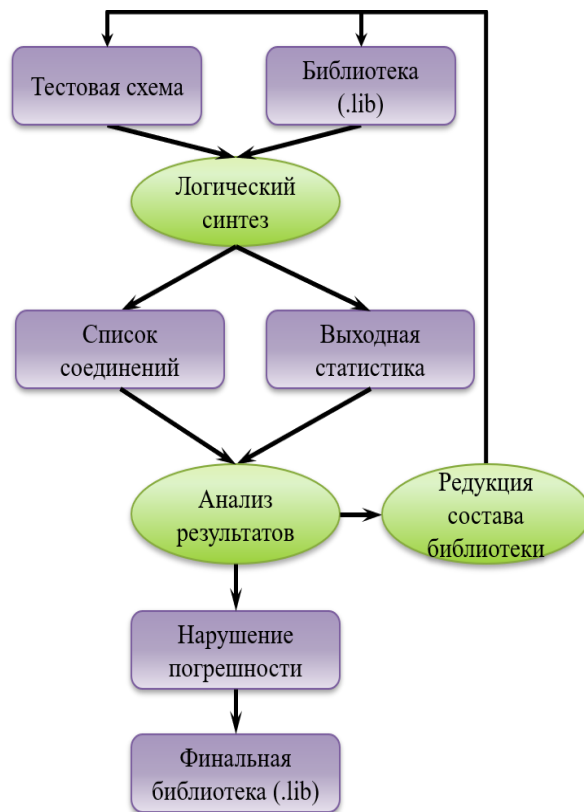 Тестовая схема
Библиотека
(.lib)
Логический
синтез
Список
соединений
Выходная
статистика
Анализ
результатов
Редукция
состава
библиотеки
Нарушение
погрешности
Финальная
библиотека (.lib)